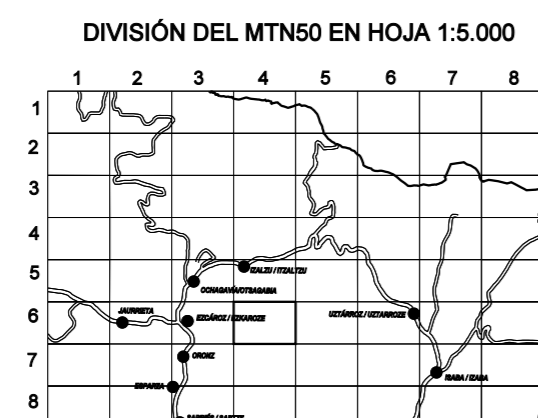 DIVISIÓN DEL MTN50 EN HOJA 1:5.000
1 2 3 4 5 6 7 8
1
2
3
4
IZALZU / ITZALTZU
5
OCHAGAVÍA/OTSAGABIA
JAURRIETA
EZCÁROZ / EZKAROZE
UZTÁRROZ / UZTARROZE
6
ORONZ
7
ISABA / IZABA
ESPARZA
8